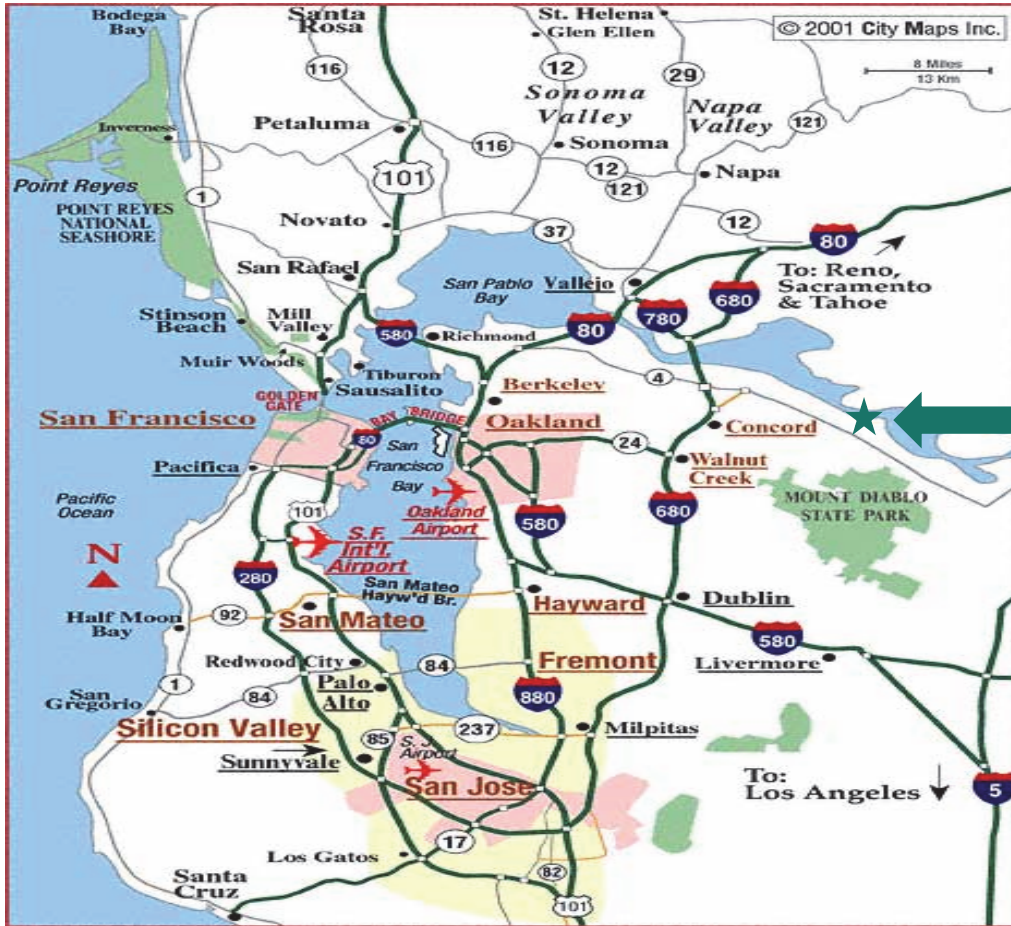 Bodega
Bay
Santa
Rosa
St. Helena
Glen Ellen
© 2001 City Maps Inc.
8 Miles
13 Km
116
12
29
Sonoma
Valley
Napa
Valley
121
Inverness
Petaluma
116
Sonoma
12
121
Napa
101
Point Reyes
POINT REYES
NATIONAL
SEASHORE
1
Novato
37
12
80
To: Reno,
Sacramento
& Tahoe
San Rafael
San Pablo
Bay
Vallejo
680
780
80
Stinson
Beach
Mill
Valley
580
Richmond
Muir Woods
Tiburon
Sausalito
4
Berkeley
GOLDEN
GATE
San Francisco
BAY BRIDGE
Oakland
Concord
80
San
Francisco
Bay
24
Walnut
Creek
Pacifica
Pacific
Ocean
101
Oakland
Airport
580
680
MOUNT DIABLO
STATE PARK
S.F.
Int'l.
Airport
N
280
San Mateo
Hayw'd Br.
Hayward
Dublin
Half Moon
Bay
92
San Mateo
580
Livermore
Redwood City
84
Fremont
San
Gregorio
1
84
Palo
Alto
880
Silicon Valley
85
237
Milpitas
S. J.
Airport
Sunnyvale
San Jose
To:
Los Angeles
5
17
Los Gatos
82
Santa
Cruz
101